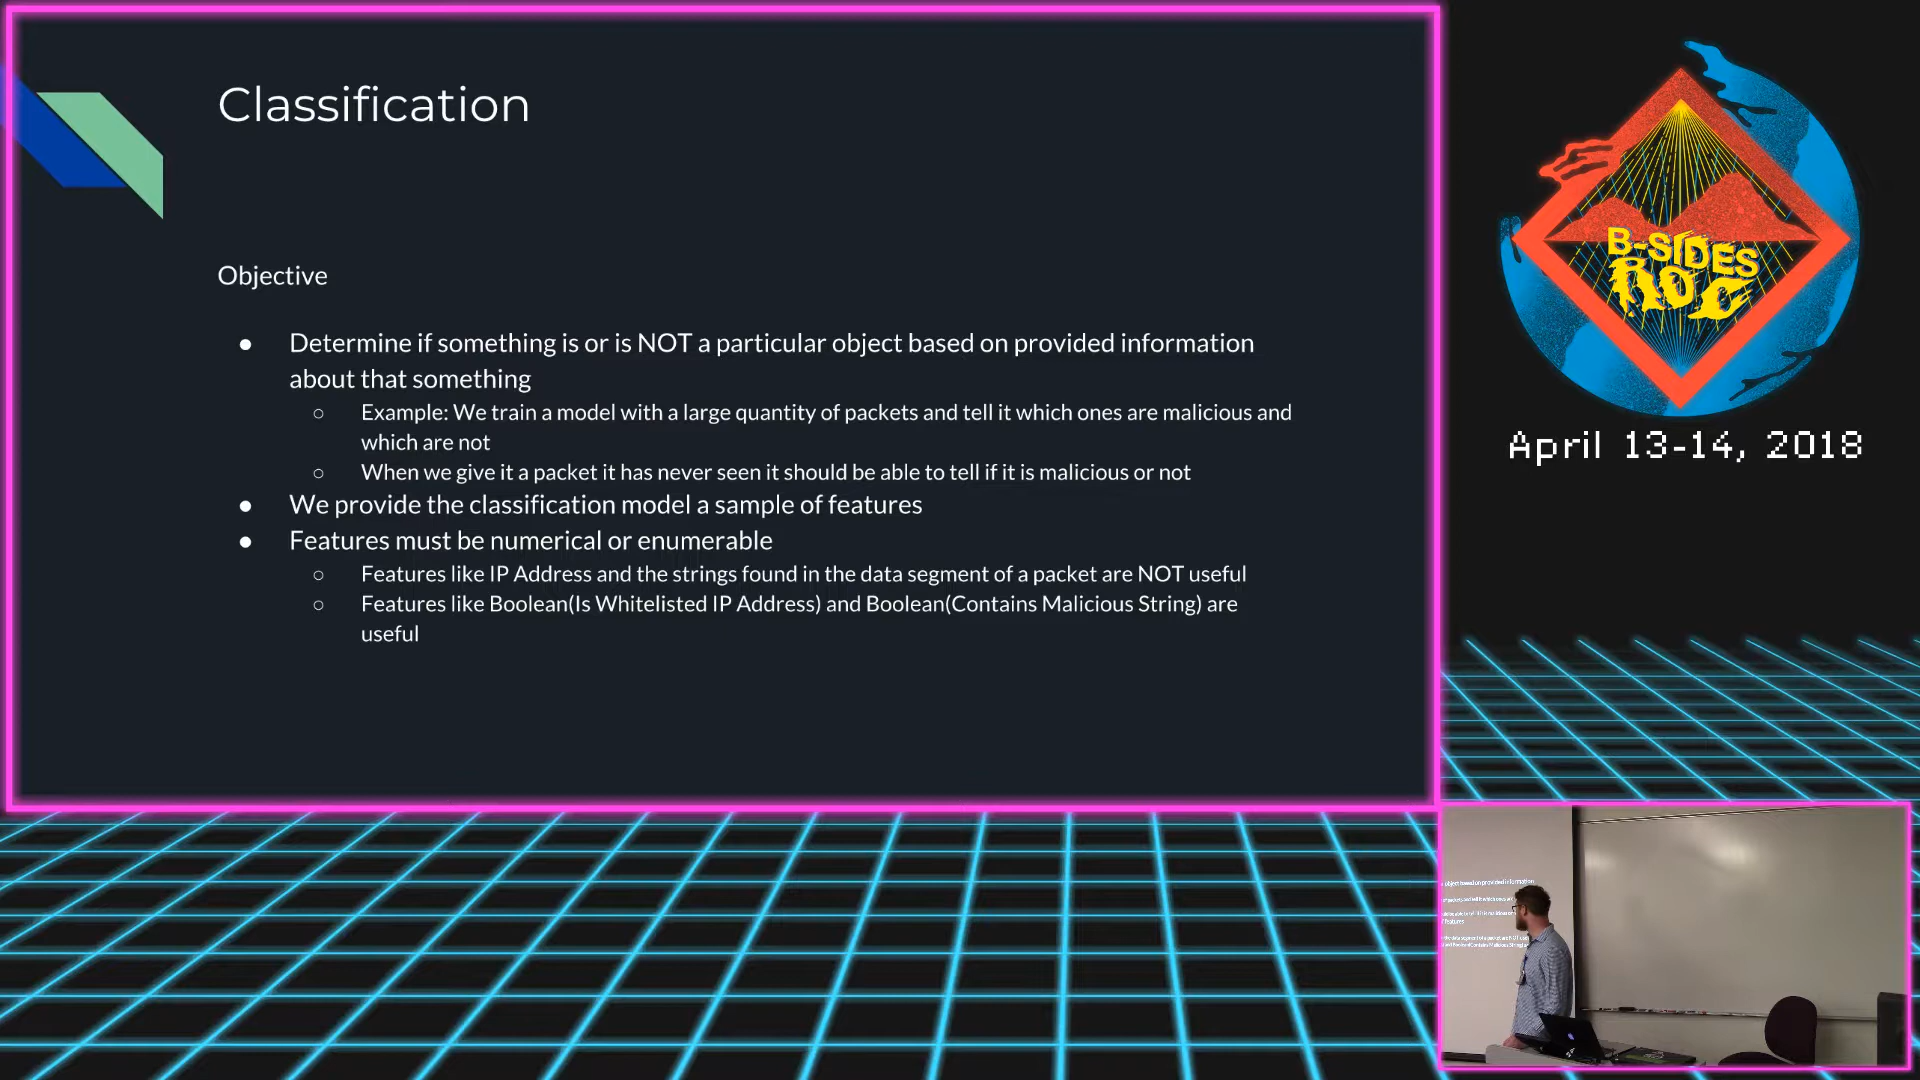 Classification
Objective
● Determine if something is or is NOT a particular object based on provided information
about that something
○ Example: We train a model with a large quantity of packets and tell it which ones are malicious and
which are not
○ When we give it a packet it has never seen it should be able to tell if it is malicious or not
● We provide the classification model a sample of features
● Features must be numerical or enumerable
○ Features like IP Address and the strings found in the data segment of a packet are NOT useful
○ Features like Boolean(Is Whitelisted IP Address) and Boolean(Contains Malicious String) are
useful
B-SIDES
ROC
April 13-14, 2018
object based on provided information